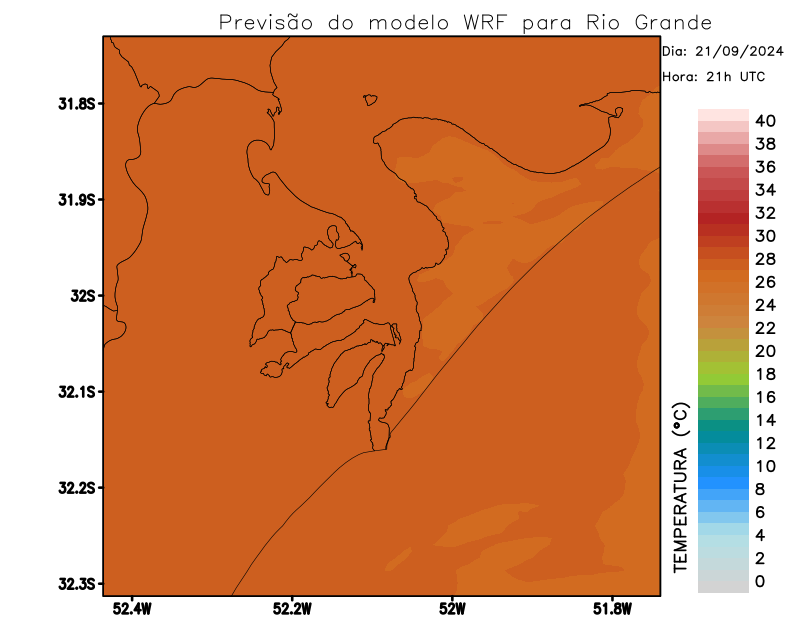 Previsão do modelo WRF para Rio Grande
Dia: 21/09/2024
Hora: 21h UTC
31.8S
31.9S
32S
32.1S
32.2S
32.3S
52.4W
52.2W
52W
51.8W
TEMPERATURA (°C)
40
38
36
34
32
30
28
26
24
22
20
18
16
14
12
10
8
6
4
2
0